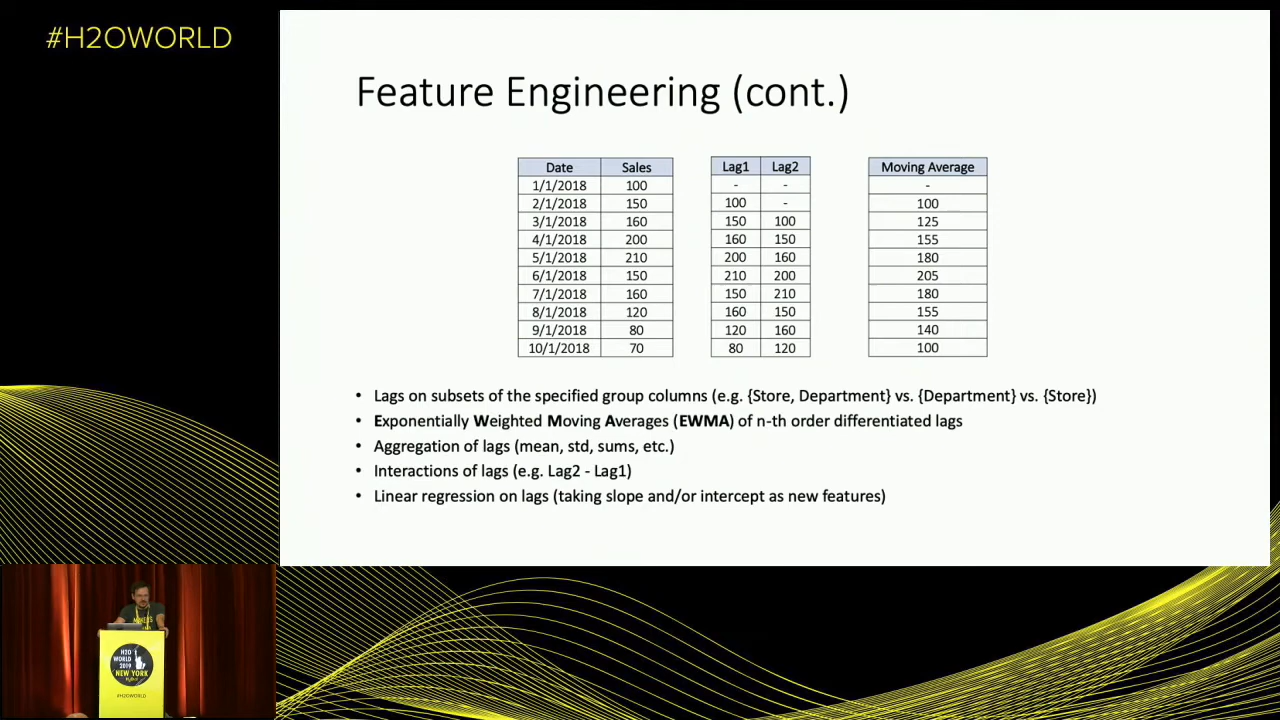 #H2OWORLD
Feature Engineering (cont.)
Date Sales Lag1 Lag2 Moving Average
1/1/2018 100 - - -
2/1/2018 150 100 - 100
3/1/2018 160 150 100 125
4/1/2018 200 160 150 155
5/1/2018 210 200 160 180
6/1/2018 150 210 200 205
7/1/2018 160 150 210 180
8/1/2018 120 160 150 155
9/1/2018 80 120 160 140
10/1/2018 70 80 120 100
• Lags on subsets of the specified group columns (e.g. {Store, Department} vs. {Department} vs. {Store})
• Exponentially Weighted Moving Averages (EWMA) of n-th order differentiated lags
• Aggregation of lags (mean, std, sums, etc.)
• Interactions of lags (e.g. Lag2 - Lag1)
• Linear regression on lags (taking slope and/or intercept as new features)
H2O
WORLD
2019
NEW YORK
#H2OWORLD